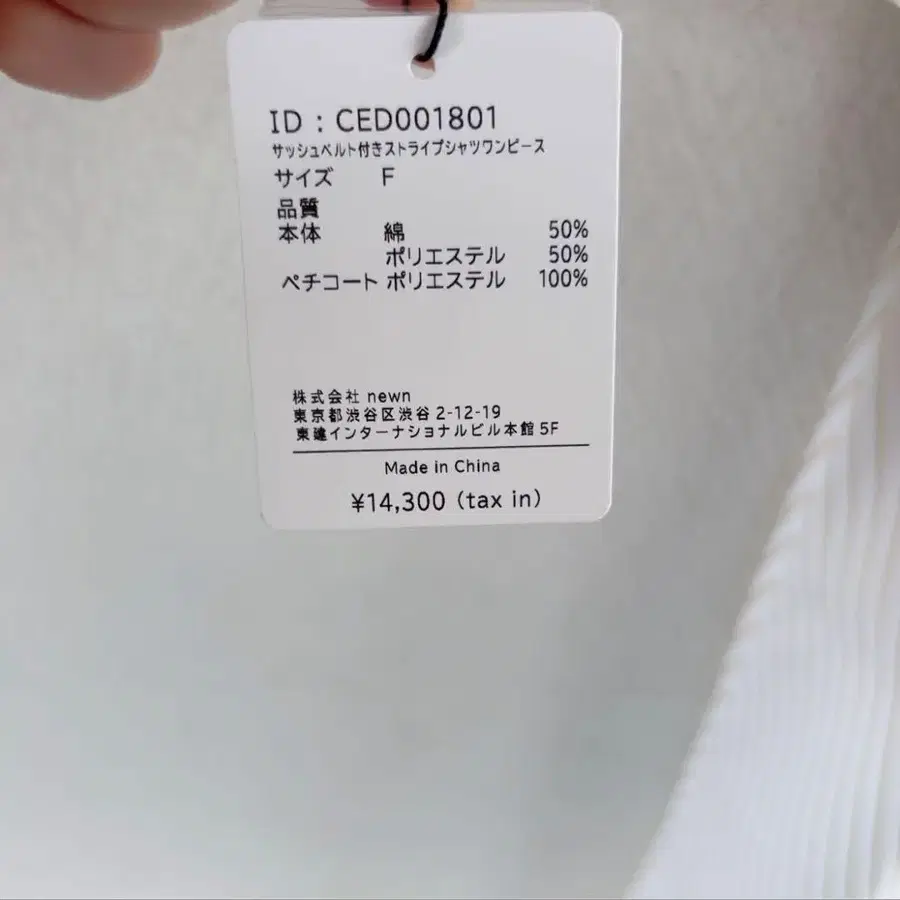 ID : CED001801
サッシュベルト付きストライプシャツワンピース
サイズ F
品質
本体 綿 50%
ポリエステル 50%
ペチコート ポリエステル 100%
株式会社 newn
東京都渋谷区渋谷 2-12-19
東建インターナショナルビル本館 5F
Made in China
¥14,300 (tax in)